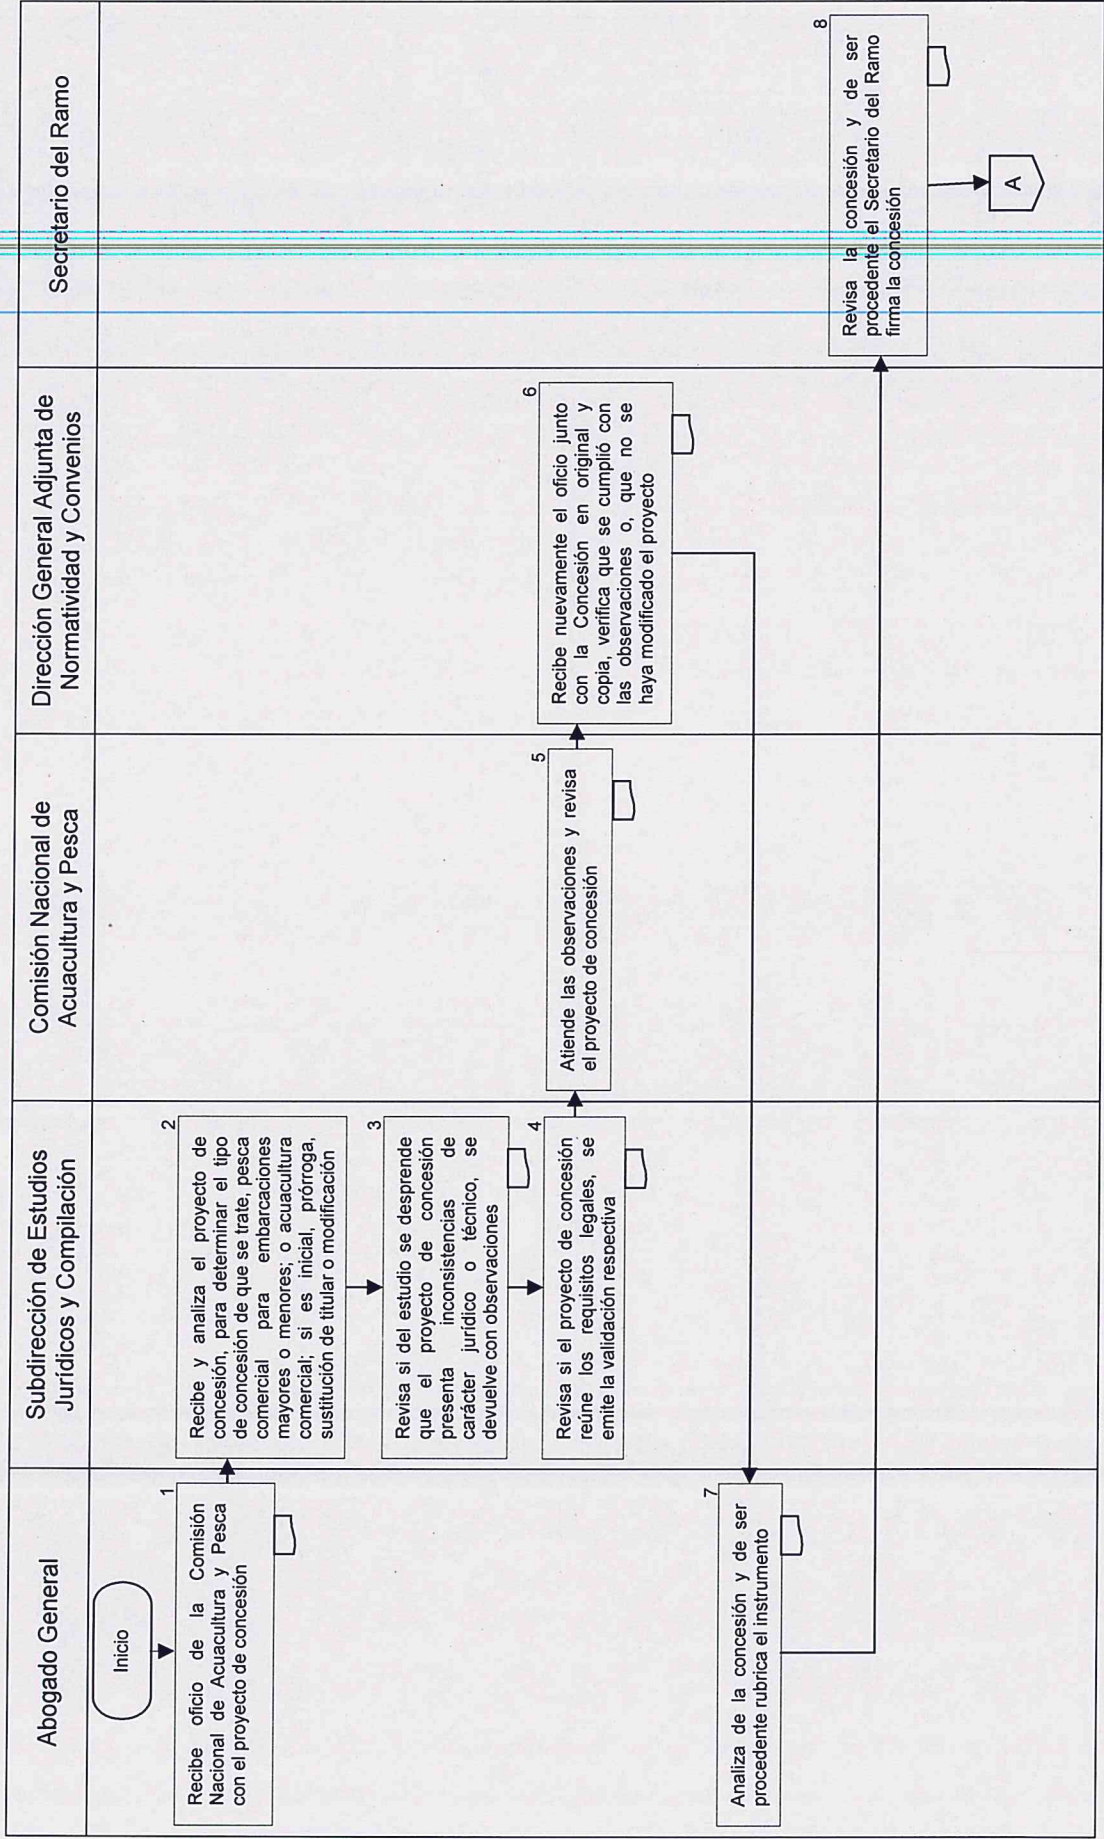 Abogado General
Subdirección de Estudios
Jurídicos y Compilación
Comisión Nacional de
Acuacultura y Pesca
Dirección General Adjunta de
Normatividad y Convenios
Secretario del Ramo
Inicio
1
Recibe oficio de la Comisión
Nacional de Acuacultura y Pesca
con el proyecto de concesión
2
Recibe y analiza el proyecto de
concesión, para determinar el tipo
de concesión de que se trate, pesca
comercial para embarcaciones
mayores o menores; o acuacultura
comercial; si es inicial, prórroga,
sustitución de titular o modificación
3
Revisa si del estudio se desprende
que el proyecto de concesión
presenta inconsistencias de
carácter jurídico o técnico, se
devuelve con observaciones
4
Revisa si el proyecto de concesión
reúne los requisitos legales, se
emite la validación respectiva
5
Atiende las observaciones y revisa
el proyecto de concesión
6
Recibe nuevamente el oficio junto
con la Concesión en original y
copia, verifica que se cumplió con
las observaciones o, que no se
haya modificado el proyecto
7
Analiza de la concesión y de ser
procedente rubrica el instrumento
8
Revisa la concesión y de ser
procedente el Secretario del Ramo
firma la concesión
A